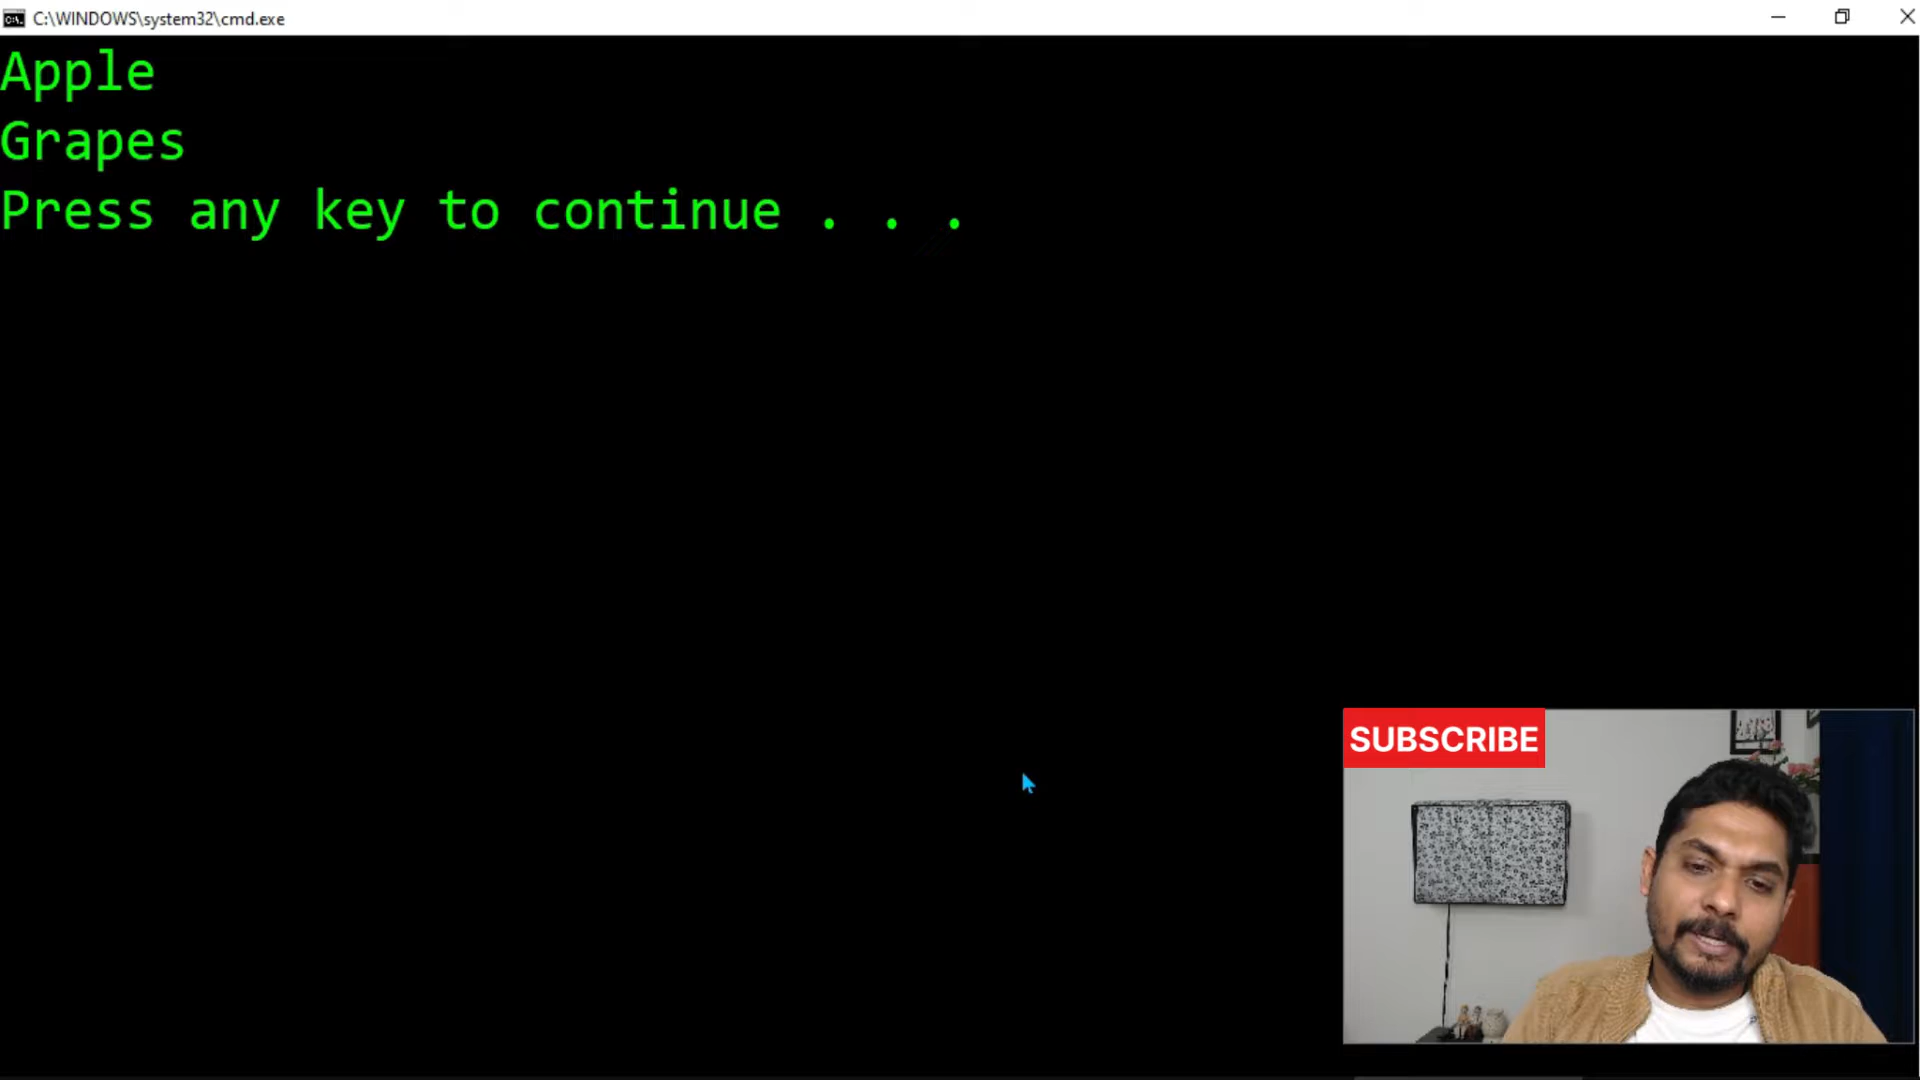 C:\WINDOWS\system32\cmd.exe
Apple
Grapes
Press any key to continue . . .
SUBSCRIBE